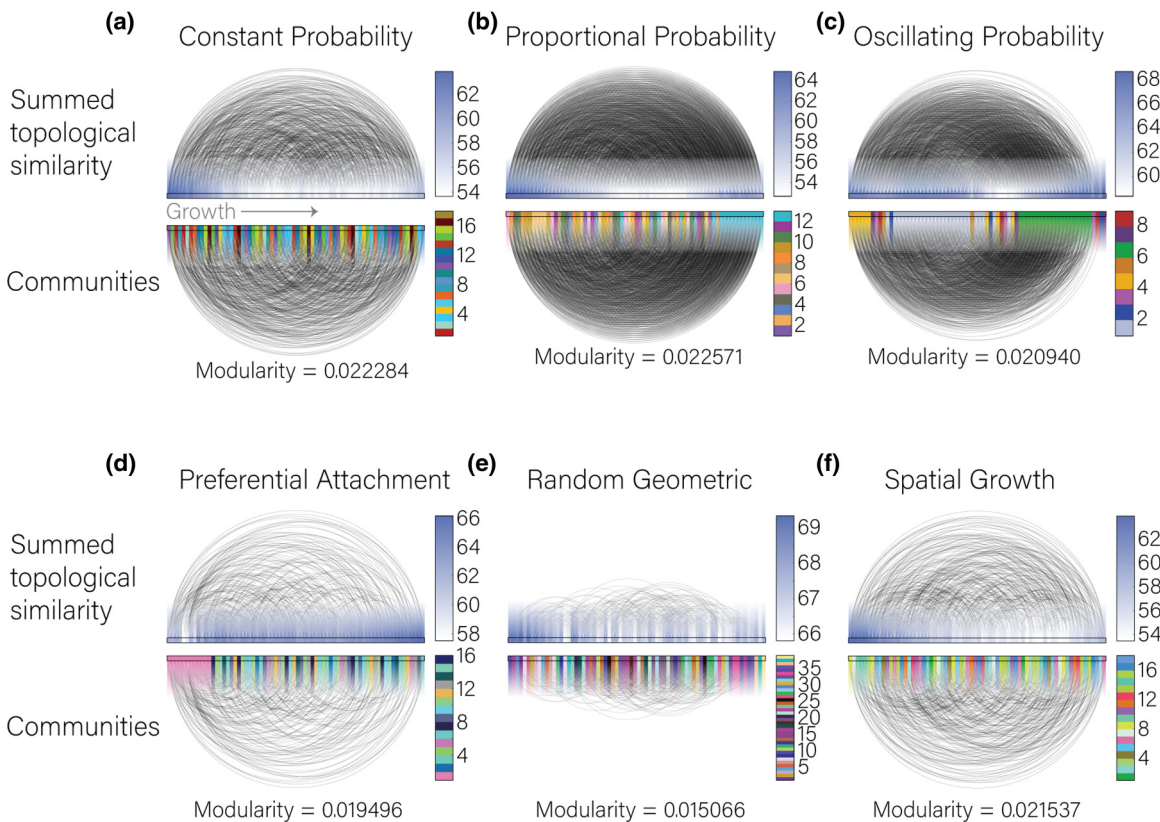 (a)
Constant Probability
(b)
Proportional Probability
(c)
Oscillating Probability
Summed
topological
similarity
62
60
58
56
54
64
62
60
58
56
54
68
66
64
62
60
Growth
Communities
16
12
8
4
12
10
8
6
4
2
8
6
4
2
Modularity = 0.022284
Modularity = 0.022571
Modularity = 0.020940
(d)
Preferential Attachment
(e)
Random Geometric
(f)
Spatial Growth
Summed
topological
similarity
66
64
62
60
58
69
68
67
66
62
60
58
56
54
Communities
16
12
8
4
35
30
25
20
15
10
5
16
12
8
4
Modularity = 0.019496
Modularity = 0.015066
Modularity = 0.021537